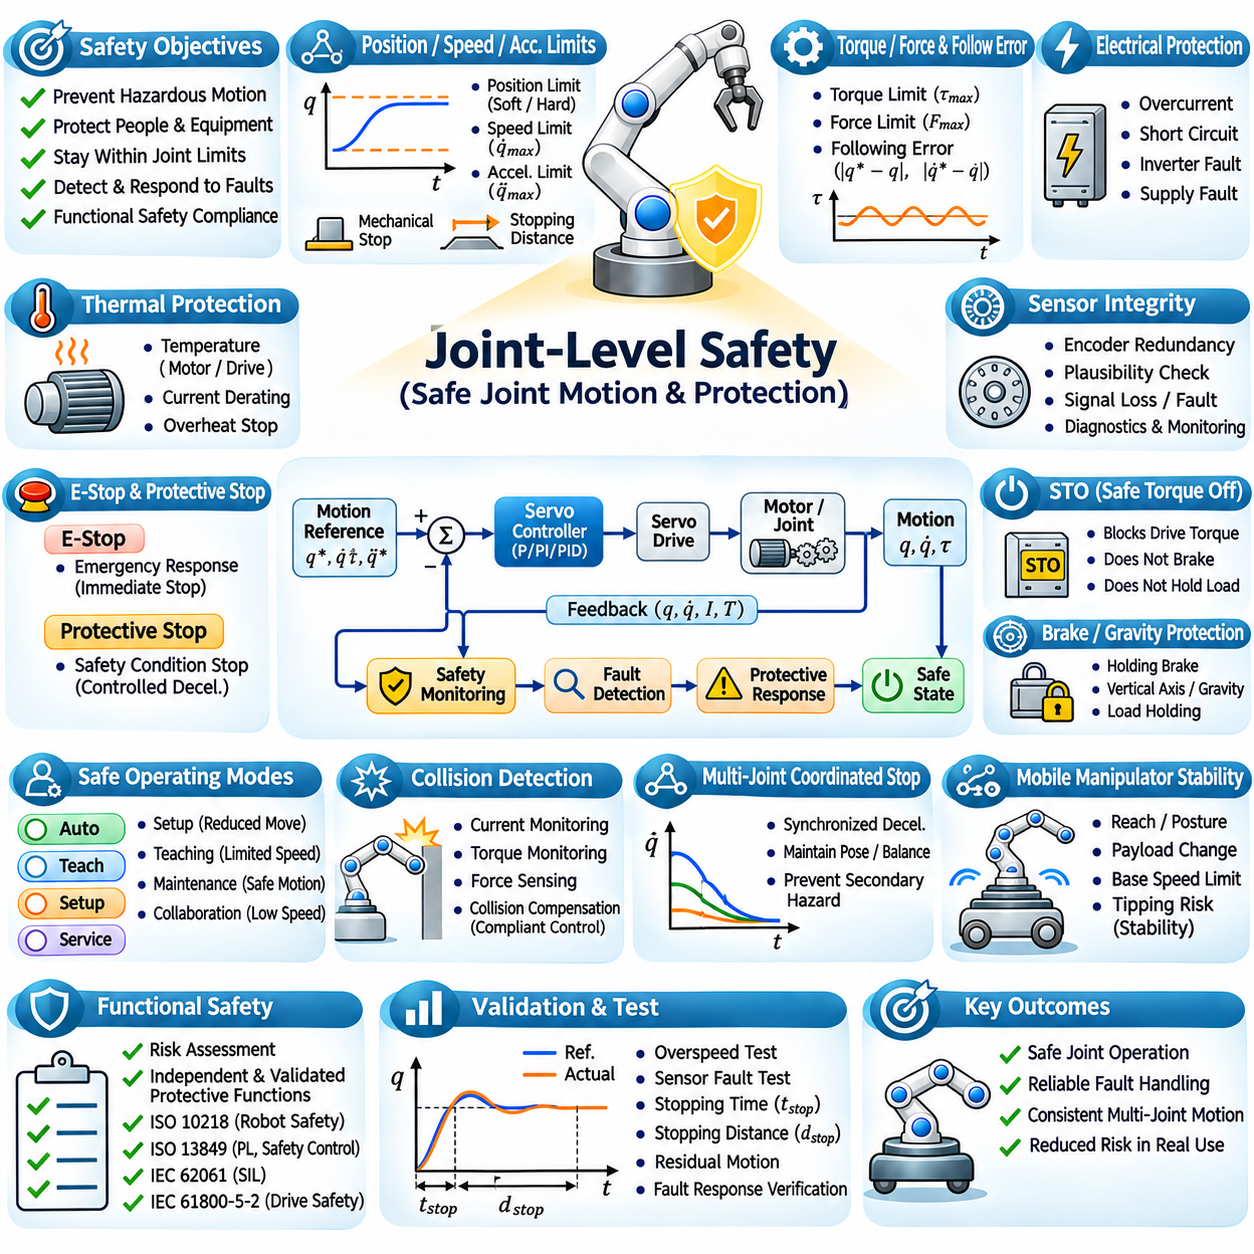 Safety Objectives
Prevent Hazardous Motion
Protect People & Equipment
Stay Within Joint Limits
Detect & Respond to Faults
Functional Safety Compliance
Position / Speed / Acc. Limits
q
t
Position Limit
(Soft / Hard)
Speed Limit
(q̇max)
Accel. Limit
(q̈max)
Mechanical
Stop
Stopping
Distance
Torque / Force & Follow Error
Torque Limit (τmax)
Force Limit (Fmax)
Following Error
(|q* − q|, |q̇* − q̇|)
τ
t
Electrical Protection
Overcurrent
Short Circuit
Inverter Fault
Supply Fault
Thermal Protection
Temperature
(Motor / Drive)
Current Derating
Overheat Stop
Joint-Level Safety
(Safe Joint Motion & Protection)
Sensor Integrity
Encoder Redundancy
Plausibility Check
Signal Loss / Fault
Diagnostics & Monitoring
E-Stop & Protective Stop
E-Stop
Emergency Response
(Immediate Stop)
Protective Stop
Safety Condition Stop
(Controlled Decel.)
Motion
Reference
+
−
Σ
Servo
Controller
(P/PI/PID)
Servo
Drive
Motor /
Joint
Motion
q, q̇, τ
Feedback (q, q̇, I, T)
Safety
Monitoring
Fault
Detection
Protective
Response
Safe
State
STO (Safe Torque Off)
STO
Blocks Drive Torque
Does Not Brake
Does Not Hold Load
Brake / Gravity Protection
Holding Brake
Vertical Axis / Gravity
Load Holding
Safe Operating Modes
Auto
Teach
Setup
Service
Setup (Reduced Move)
Teaching (Limited Speed)
Maintenance (Safe Motion)
Collaboration (Low Speed)
Collision Detection
Current Monitoring
Torque Monitoring
Force Sensing
Collision Compensation
(Compliant Control)
Multi-Joint Coordinated Stop
q̇
t
Synchronized Decel.
Maintain Pose / Balance
Prevent Secondary
Hazard
Mobile Manipulator Stability
Reach / Posture
Payload Change
Base Speed Limit
Tipping Risk
(Stability)
Functional Safety
Risk Assessment
Independent & Validated
Protective Functions
ISO 10218 (Robot Safety)
ISO 13849 (PL, Safety Control)
IEC 62061 (SIL)
IEC 61800-5-2 (Drive Safety)
Validation & Test
q
Ref.
Actual
t
tstop
dstop
Overspeed Test
Sensor Fault Test
Stopping Time (tstop)
Stopping Distance (dstop)
Residual Motion
Fault Response Verification
Key Outcomes
Safe Joint Operation
Reliable Fault Handling
Consistent Multi-Joint Motion
Reduced Risk in Real Use